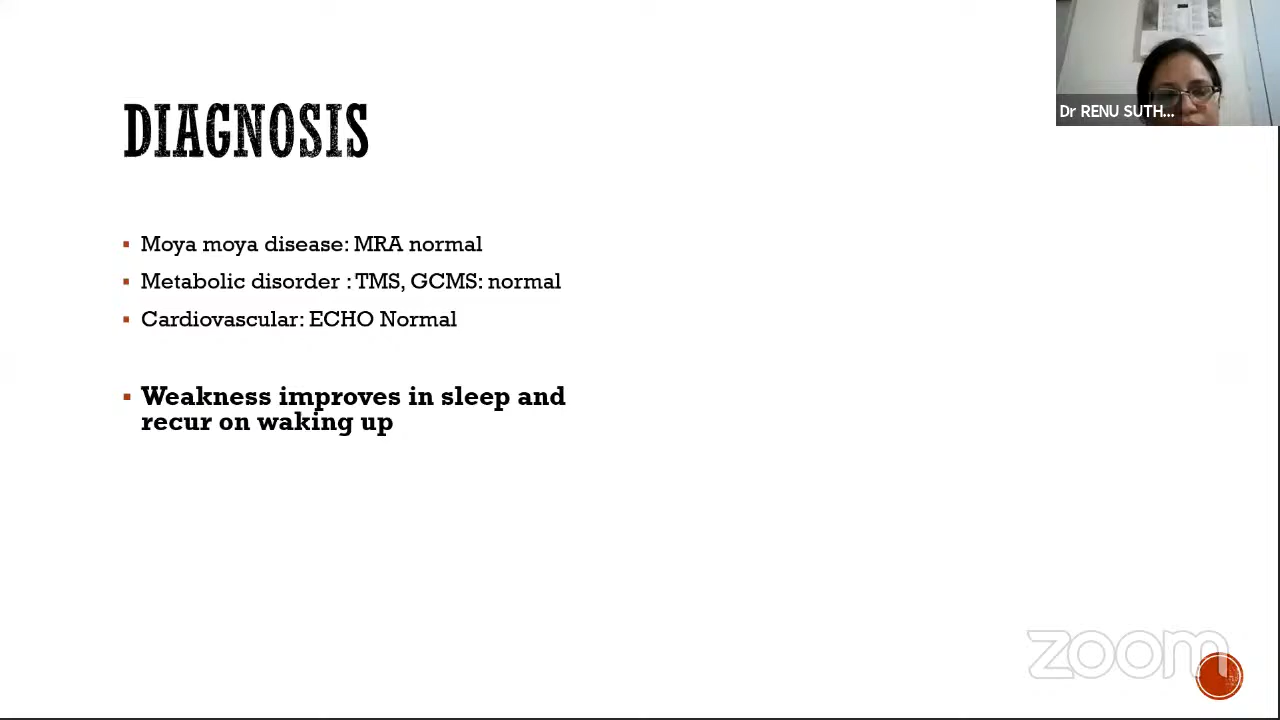 Dr RENU SUTH...
DIAGNOSIS
Moya moya disease: MRA normal
Metabolic disorder : TMS, GCMS: normal
Cardiovascular: ECHO Normal
Weakness improves in sleep and
recur on waking up
zoom